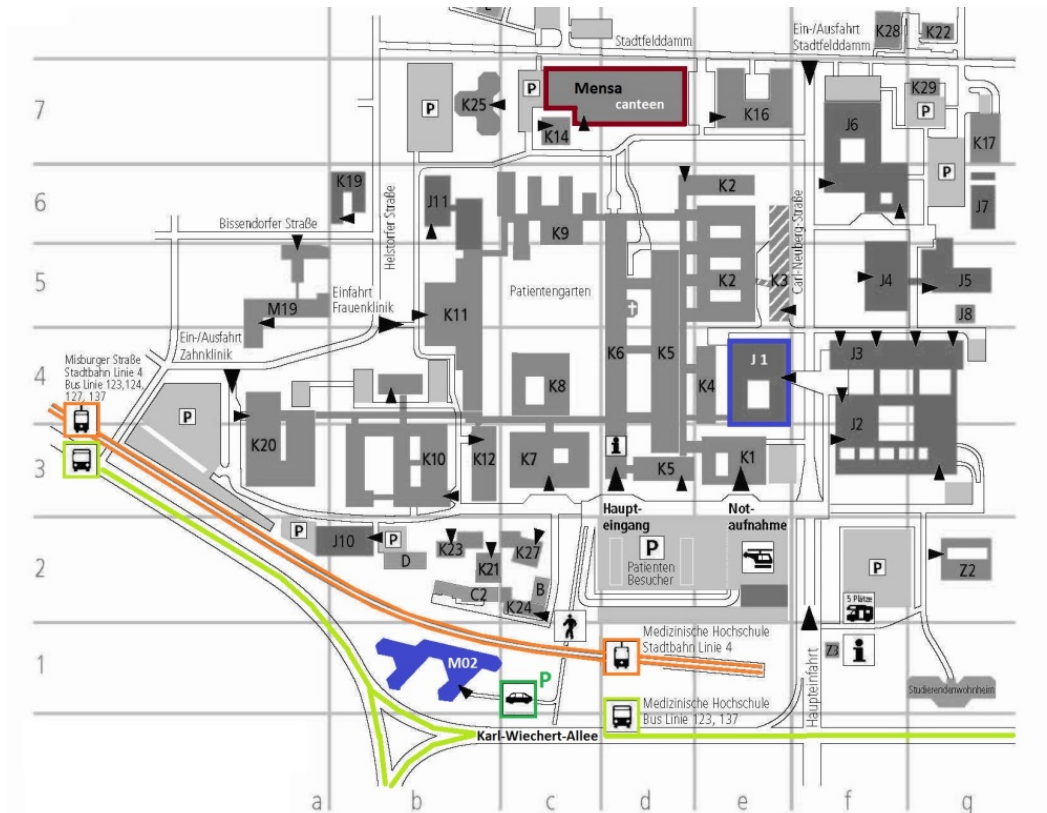 Stadtfelddamm
Ein-/Ausfahrt
Stadtfelddamm
K28
K22
7
P
K25
P
Mensa
canteen
K14
K16
J6
K29
P
K17
6
K19
J11
K9
K2
P
J7
Bissendorfer Straße
Helstorfer Straße
Carl-Neuberg-Straße
5
M19
Einfahrt
Frauenklinik
K11
Patientengarten
K2
K3
J4
J5
J8
Ein-/Ausfahrt
Zahnklinik
Misburger Straße
Stadtbahn Linie 4
Bus Linie 123,124,
127, 137
4
K8
K6
K5
K4
J 1
J3
P
K20
K10
K12
K7
i
K5
K1
J2
3
Haupt-
eingang
Not-
aufnahme
2
P
J10
P
D
K23
K21
K27
C2
K24
B
P
Patienten
Besucher
P
Z2
5 Plätze
1
M02
P
Medizinische Hochschule
Stadtbahn Linie 4
Z3
i
Studierendenwohnheim
Medizinische Hochschule
Bus Linie 123, 137
Haupteinfahrt
Karl-Wiechert-Allee
a
b
c
d
e
f
g